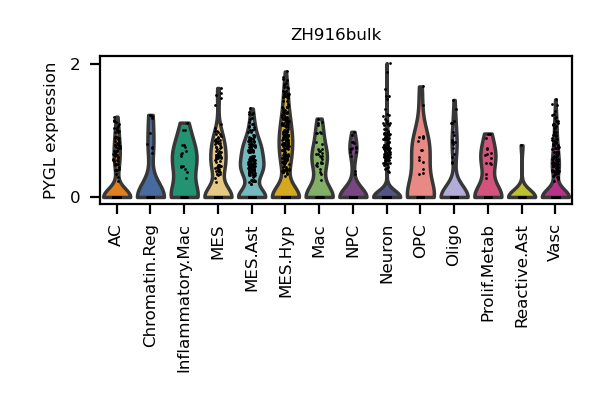 ZH916bulk
PYGL expression
2
0
AC
Chromatin.Reg
Inflammatory.Mac
MES
MES.Ast
MES.Hyp
Mac
NPC
Neuron
OPC
Oligo
Prolif.Metab
Reactive.Ast
Vasc